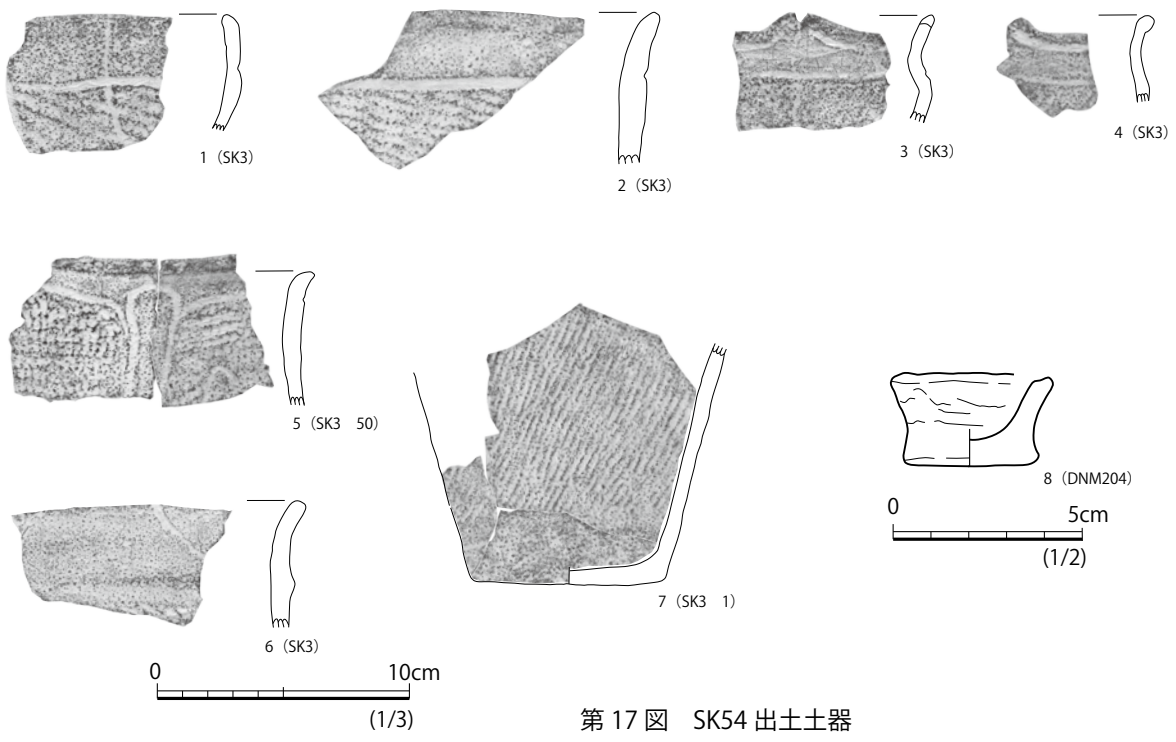 1（SK3）
2（SK3）
3（SK3）
4（SK3）
5（SK3　50）
6（SK3）
7（SK3　1）
8（DNM204）
0
5cm
(1/2)
0
10cm
(1/3)
第 17 図　SK54 出土土器